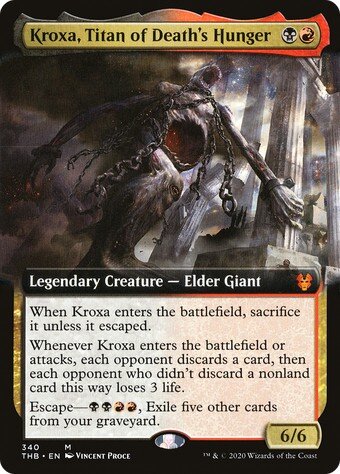 Kroxa, Titan of Death's Hunger
Legendary Creature — Elder Giant
When Kroxa enters the battlefield, sacrifice
it unless it escaped.
Whenever Kroxa enters the battlefield or
attacks, each opponent discards a card, then
each opponent who didn't discard a nonland
card this way loses 3 life.
Escape—, Exile five other cards
from your graveyard.
6/6
340 M
THB • EN VINCENT PROCE
™ & © 2020 Wizards of the Coast